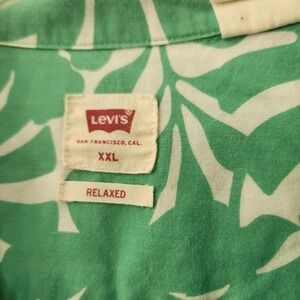 LEVI'S
SAN FRANCISCO, CAL.
XXL
RELAXED